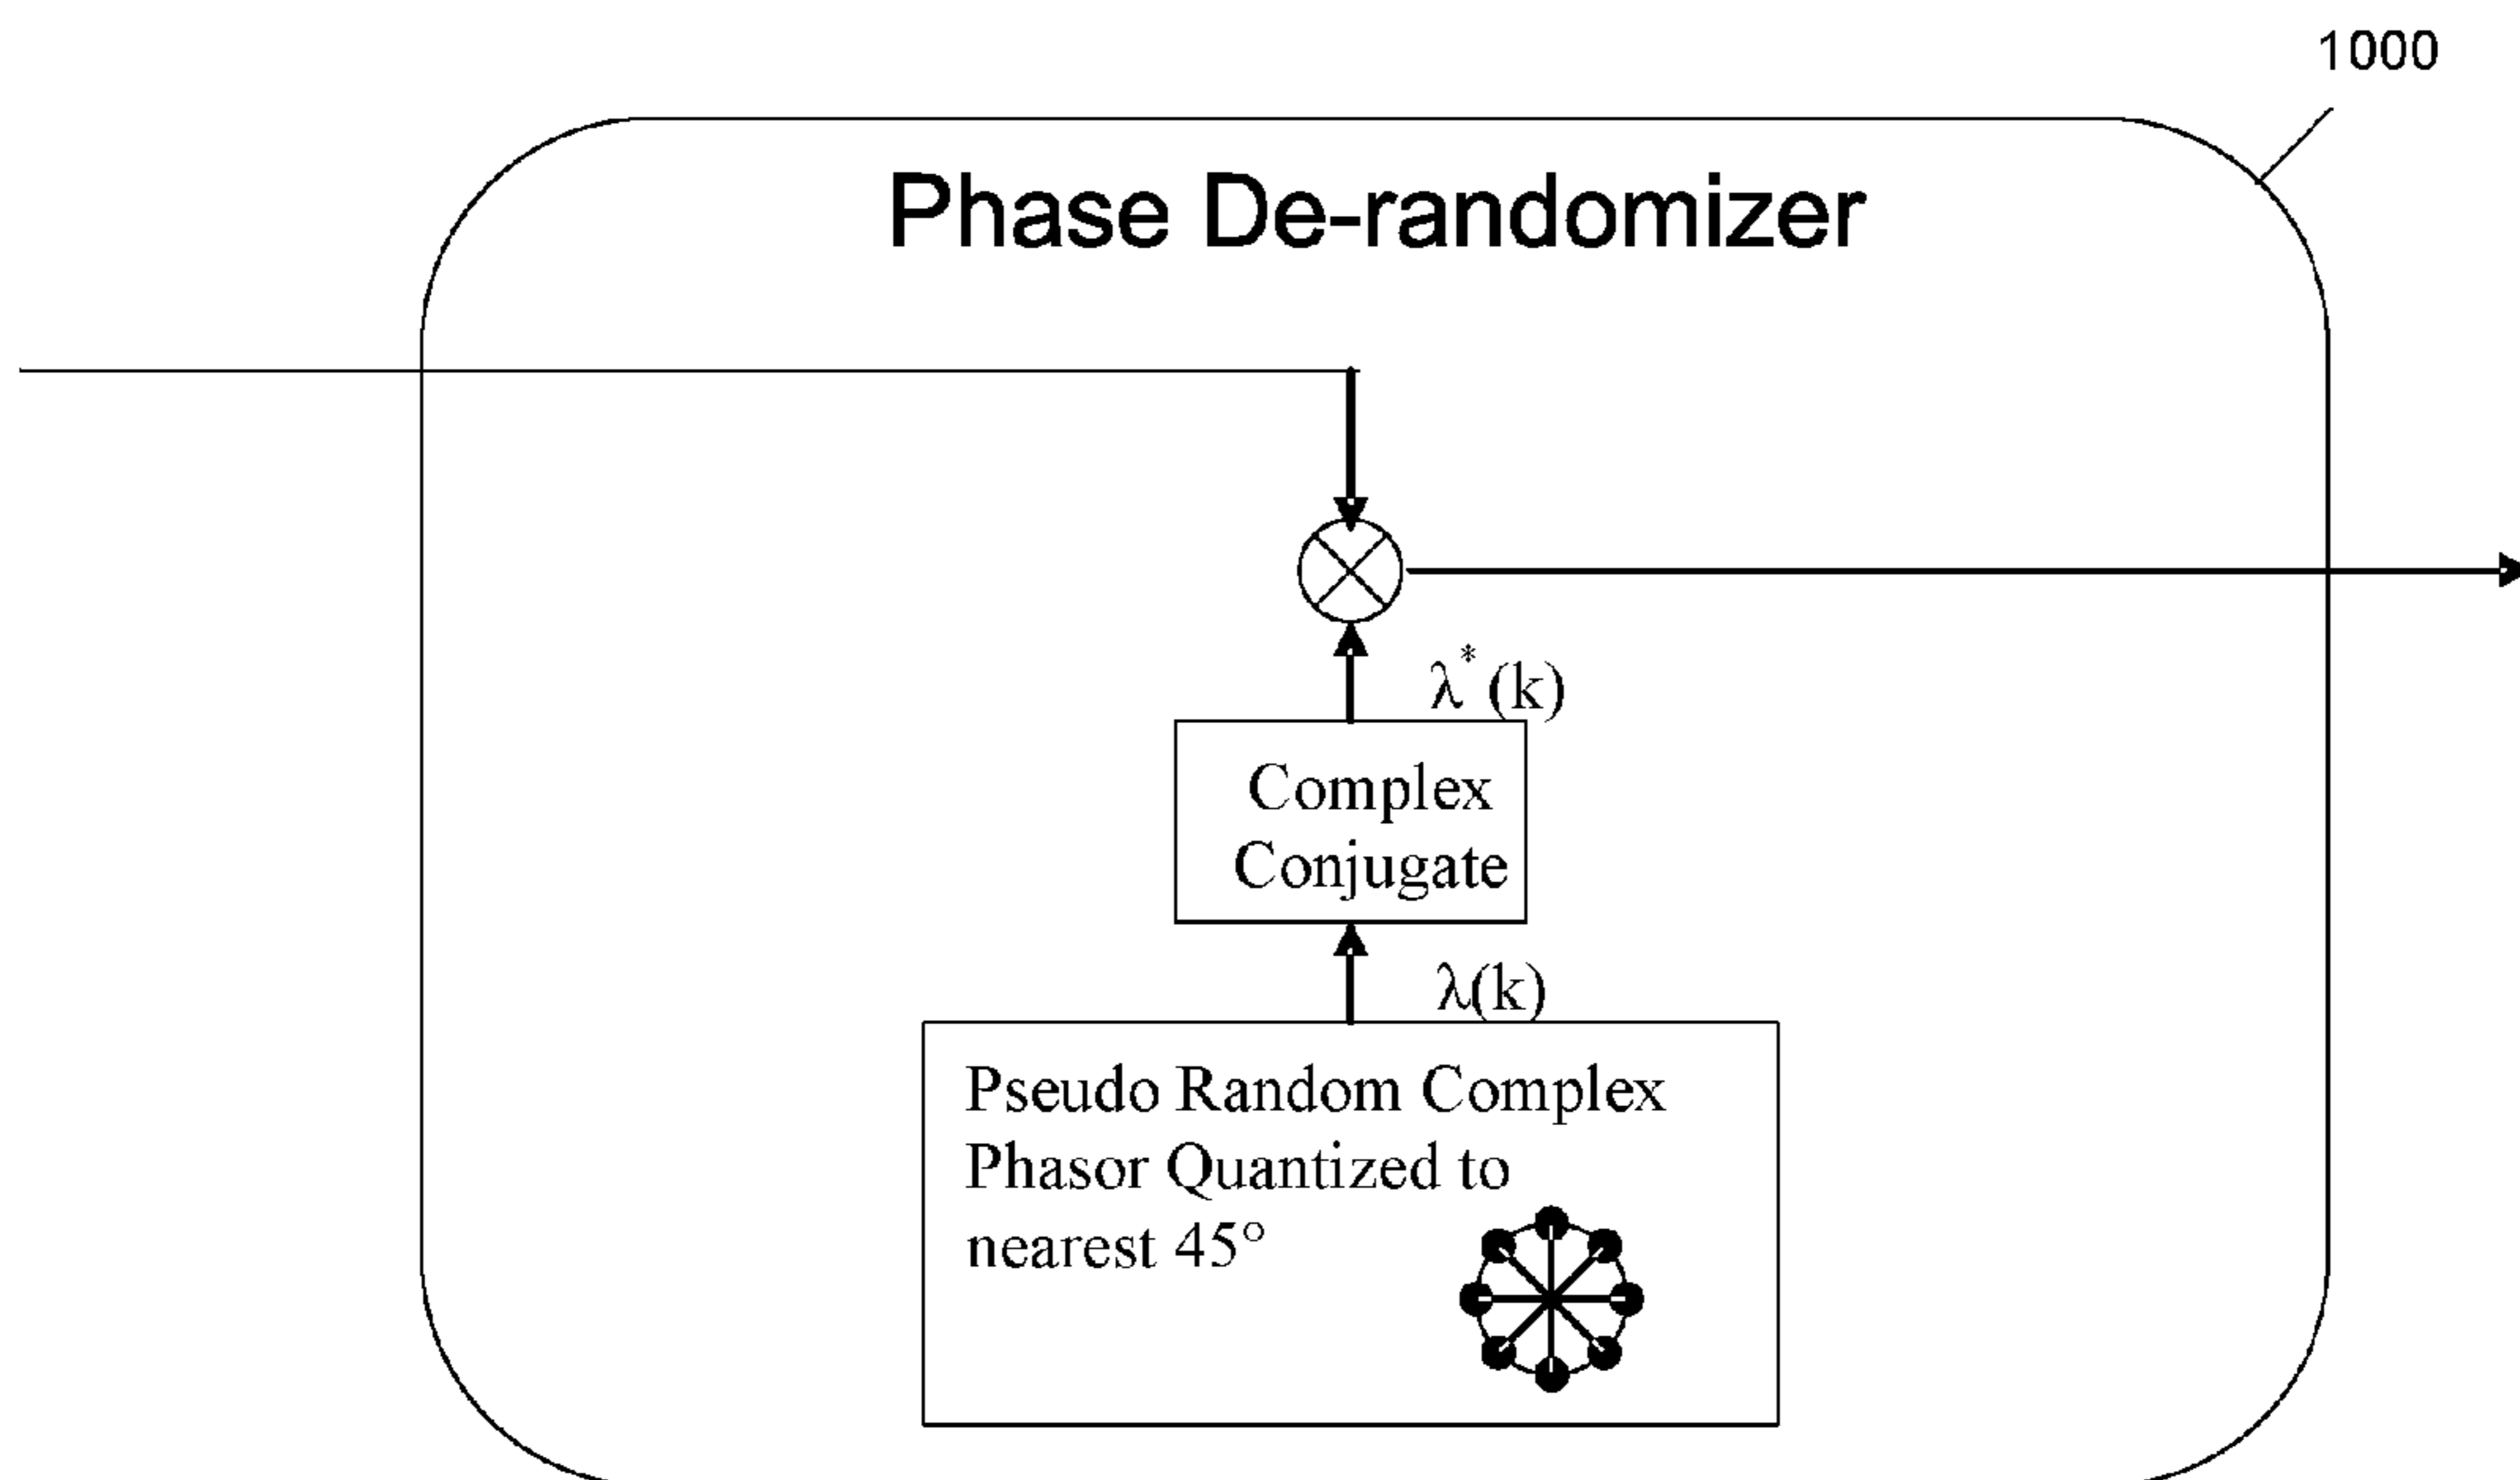 1000
Phase De-randomizer
λ*(k)
Complex
Conjugate
λ(k)
Pseudo Random Complex
Phasor Quantized to
nearest 45°